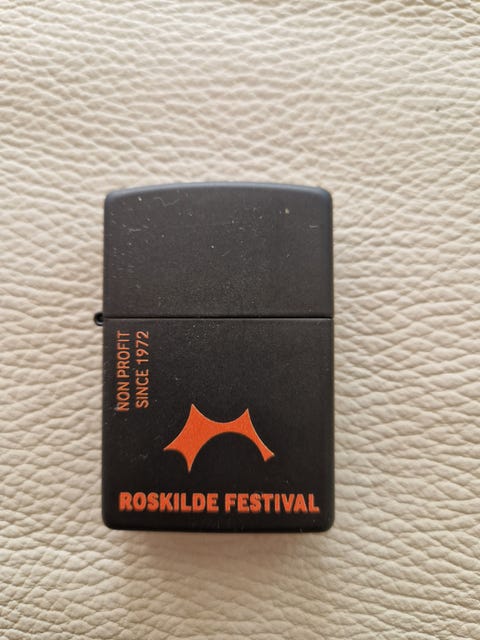 NON PROFIT
SINCE 1972
ROSKILDE FESTIVAL